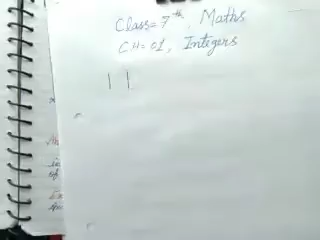 Class = 7th, Maths
CH = 01, Integers
| |